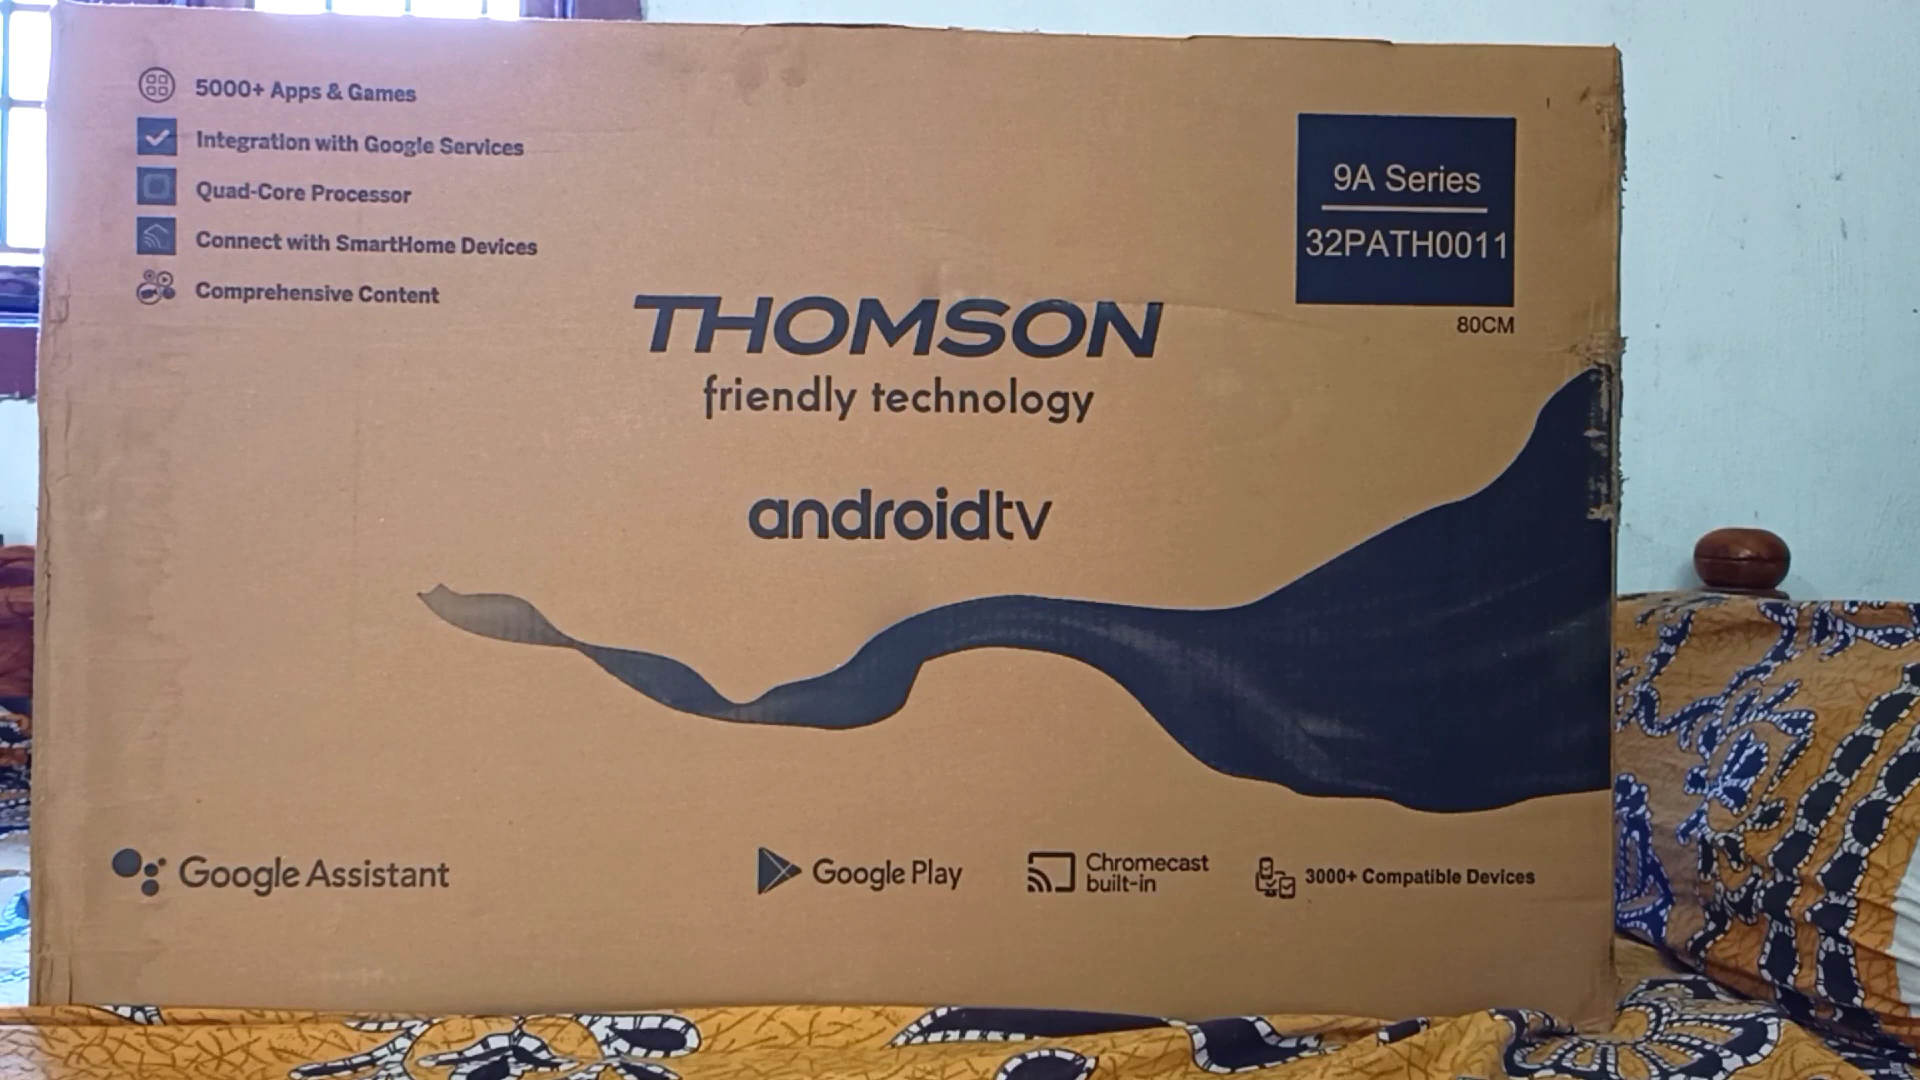 5000+ Apps & Games
Integration with Google Services
Quad-Core Processor
Connect with SmartHome Devices
Comprehensive Content
9A Series
32PATH0011
80CM
THOMSON
friendly technology
androidtv
Google Assistant
Google Play
Chromecast
built-in
3000+ Compatible Devices